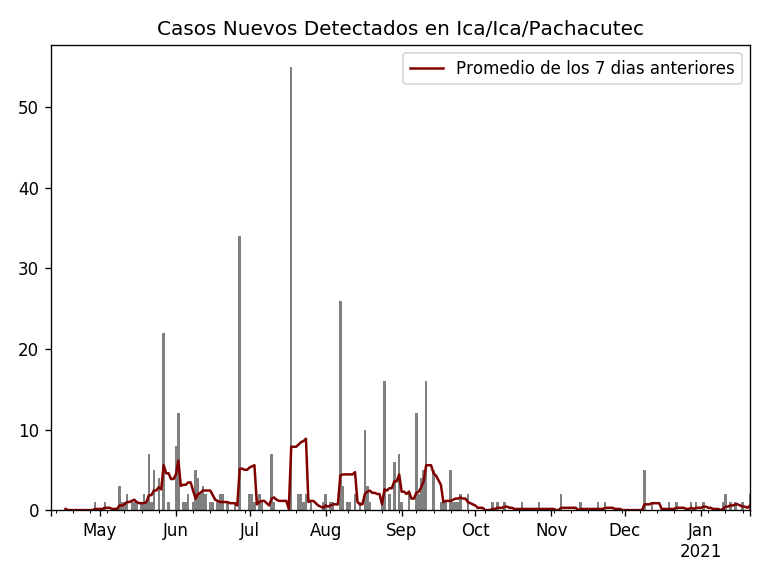 Casos Nuevos Detectados en Ica/Ica/Pachacutec
Promedio de los 7 dias anteriores
50
40
30
20
10
0
May Jun Jul Aug Sep Oct Nov Dec Jan
2021